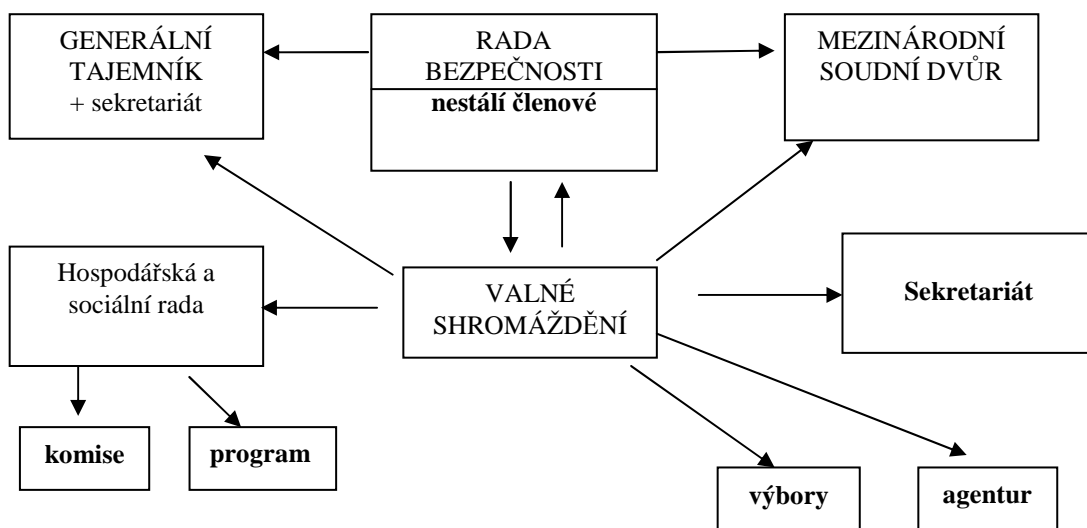 GENERÁLNÍ
TAJEMNÍK
+ sekretariát
RADA
BEZPEČNOSTI
nestálí členové
MEZINÁRODNÍ
SOUDNÍ DVŮR
Hospodářská a
sociální rada
VALNÉ
SHROMÁŽDĚNÍ
Sekretariát
komise
program
výbory
agentur